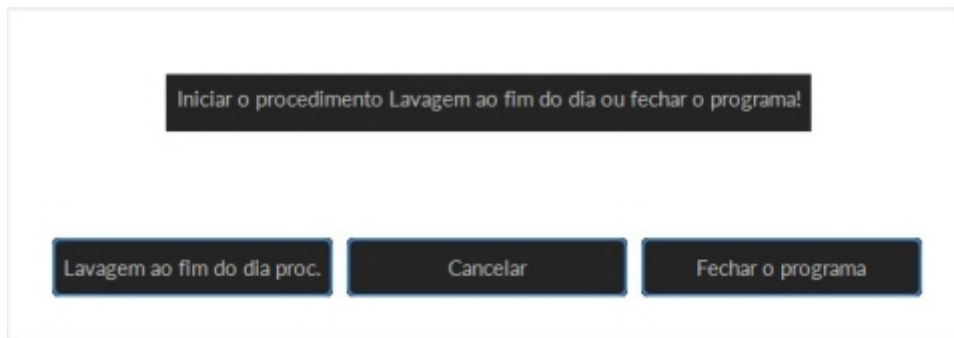 Iniciar o procedimento Lavagem ao fim do dia ou fechar o programa!
Lavagem ao fim do dia proc.
Cancelar
Fechar o programa